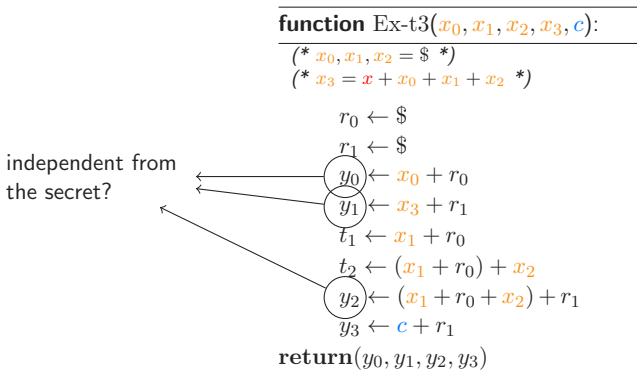 function Ex-t3(x₀, x₁, x₂, x₃, c):
(* x₀, x₁, x₂ = $ *)
(* x₃ = x + x₀ + x₁ + x₂ *)
r₀ ← $
r₁ ← $
independent from
the secret?
y₀ ← x₀ + r₀
y₁ ← x₃ + r₁
t₁ ← x₁ + r₀
t₂ ← (x₁ + r₀) + x₂
y₂ ← (x₁ + r₀ + x₂) + r₁
y₃ ← c + r₁
return(y₀, y₁, y₂, y₃)